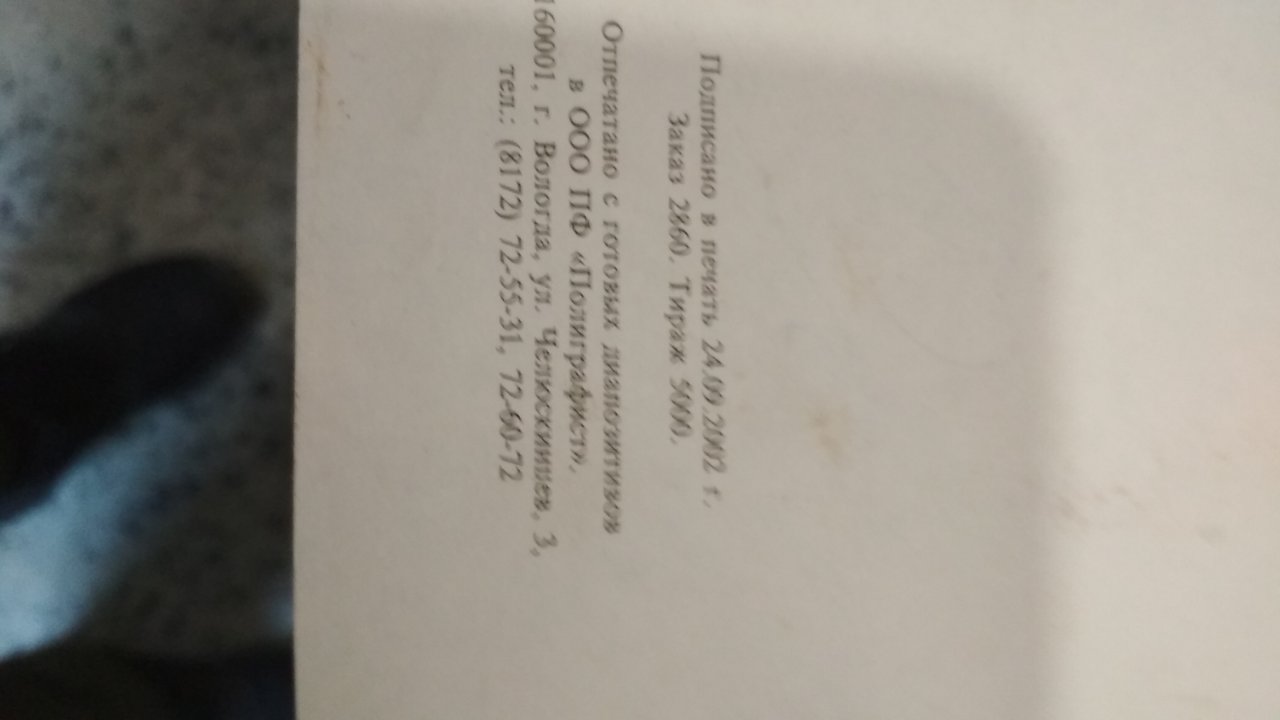 Подписано в печать 24.09.2002 г.
Заказ 2860. Тираж 5000.
Отпечатано с готовых диапозитивов
в ООО ПФ «Полиграфист».
160001, г. Вологда, ул. Челюскинцев, 3,
тел.: (8172) 72-55-31, 72-60-72